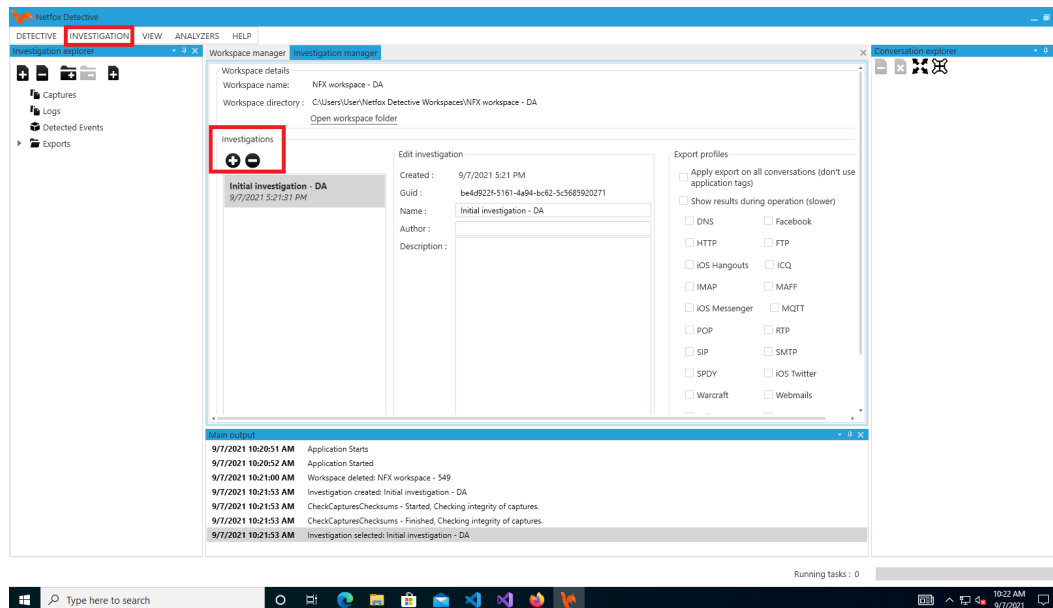 Netfox Detective
DETECTIVE INVESTIGATION VIEW ANALYZERS HELP
Investigation explorer
Captures
Logs
Detected Events
Exports
Workspace manager Investigation manager
Workspace details
Workspace name: NFX workspace - DA
Workspace directory : C:\Users\User\Netfox Detective Workspaces\NFX workspace - DA
Open workspace folder
Investigations
Initial investigation - DA
9/7/2021 5:21:31 PM
Edit investigation
Created : 9/7/2021 5:21 PM
Guid : be4d922f-5161-4a94-bc62-5c5685920271
Name : Initial investigation - DA
Author :
Description :
Export profiles
Apply export on all conversations (don't use
application tags)
Show results during operation (slower)
DNS Facebook
HTTP FTP
iOS Hangouts ICQ
IMAP MAFF
iOS Messenger MQTT
POP RTP
SIP SMTP
SPDY iOS Twitter
Warcraft Webmails
Conversation explorer
Main output
9/7/2021 10:20:51 AM Application Starts
9/7/2021 10:20:52 AM Application Started
9/7/2021 10:21:00 AM Workspace deleted: NFX workspace - 549
9/7/2021 10:21:53 AM Investigation created: Initial investigation - DA
9/7/2021 10:21:53 AM CheckCapturesChecksums - Started, Checking integrity of captures.
9/7/2021 10:21:53 AM CheckCapturesChecksums - Finished, Checking integrity of captures.
9/7/2021 10:21:53 AM Investigation selected: Initial investigation - DA
Running tasks : 0
Type here to search
10:22 AM
9/7/2021